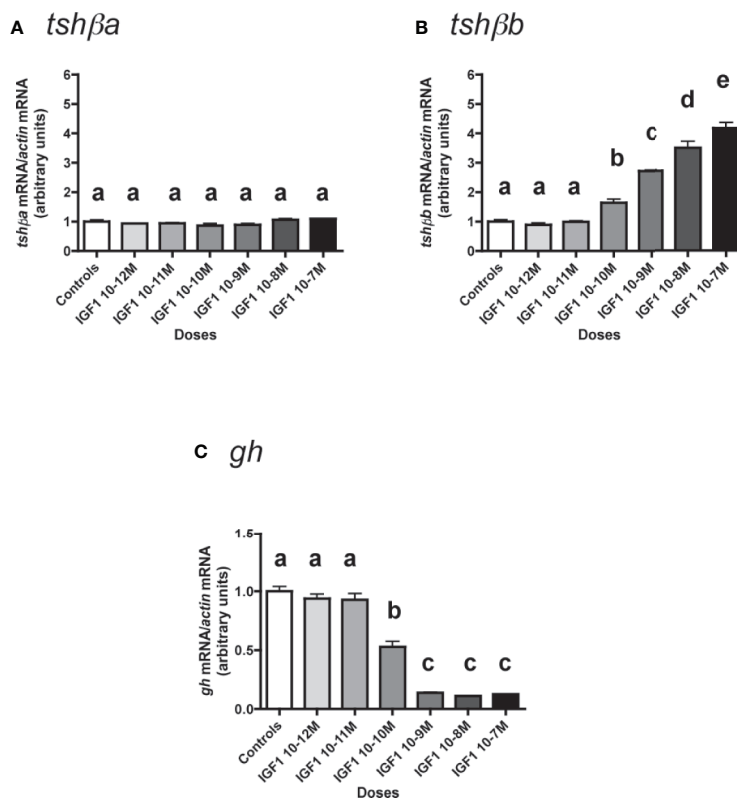 A tshβa
tshβa mRNA/actin mRNA
(arbitrary units)
6
5
4
3
2
1
0
a a a a a a a
Controls
IGF1 10-12M
IGF1 10-11M
IGF1 10-10M
IGF1 10-9M
IGF1 10-8M
IGF1 10-7M
Doses
B tshβb
tshβb mRNA/actin mRNA
(arbitrary units)
6
5
4
3
2
1
0
a a a b c d e
Controls
IGF1 10-12M
IGF1 10-11M
IGF1 10-10M
IGF1 10-9M
IGF1 10-8M
IGF1 10-7M
Doses
C gh
gh mRNA/actin mRNA
(arbitrary units)
1.5
1.0
0.5
0.0
a a a b c c c
Controls
IGF1 10-12M
IGF1 10-11M
IGF1 10-10M
IGF1 10-9M
IGF1 10-8M
IGF1 10-7M
Doses